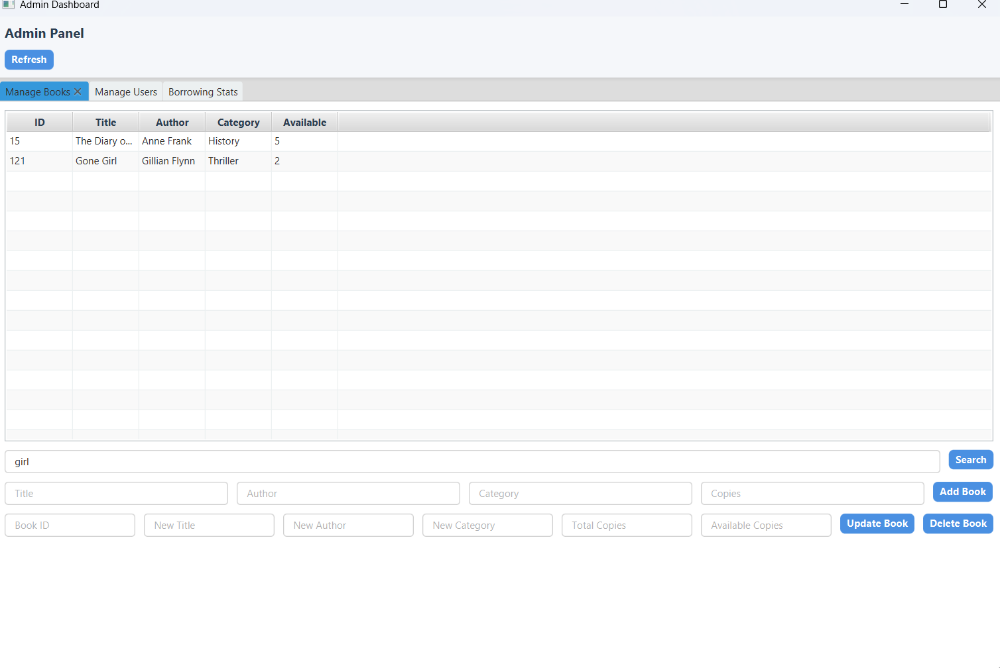 Admin Dashboard
Admin Panel
Refresh
Manage Books Manage Users Borrowing Stats
ID Title Author Category Available
15 The Diary o... Anne Frank History 5
121 Gone Girl Gillian Flynn Thriller 2
girl Search
Title Author Category Copies Add Book
Book ID New Title New Author New Category Total Copies Available Copies Update Book Delete Book